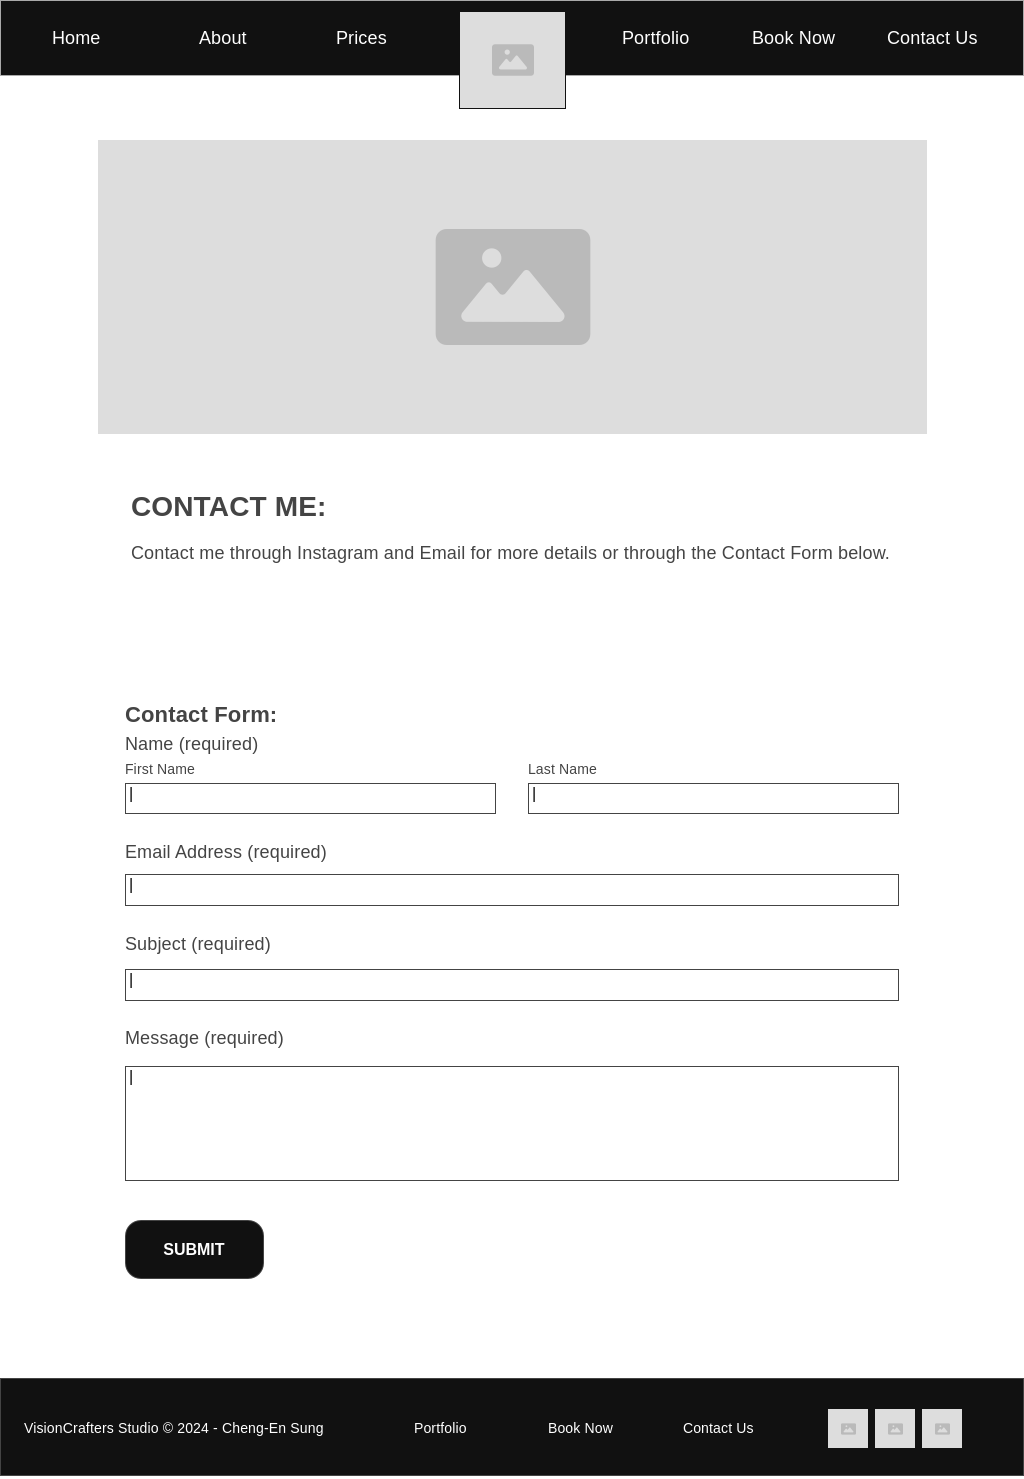 Home About Prices Portfolio Book Now Contact Us
CONTACT ME:
Contact me through Instagram and Email for more details or through the Contact Form below.
Contact Form:
Name (required)
First Name Last Name
Email Address (required)
Subject (required)
Message (required)
SUBMIT
VisionCrafters Studio © 2024 - Cheng-En Sung Portfolio Book Now Contact Us